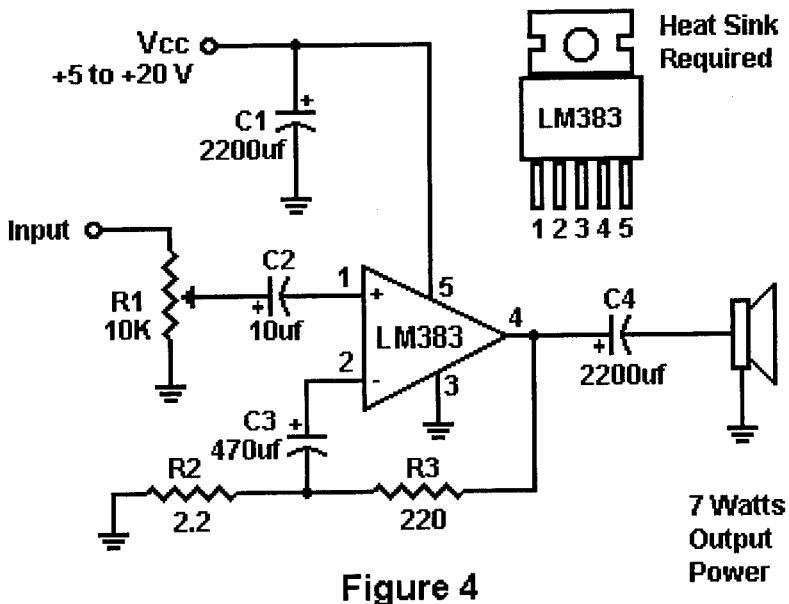 Vcc
+5 to +20 V
+
C1
2200uf
Heat Sink
Required
LM383
1 2 3 4 5
Input
R1
10K
C2
+
10uf
1
+
5
LM383
4
2
-
3
C4
+
2200uf
C3
+
470uf
R2
2.2
R3
220
7 Watts
Output
Power
Figure 4